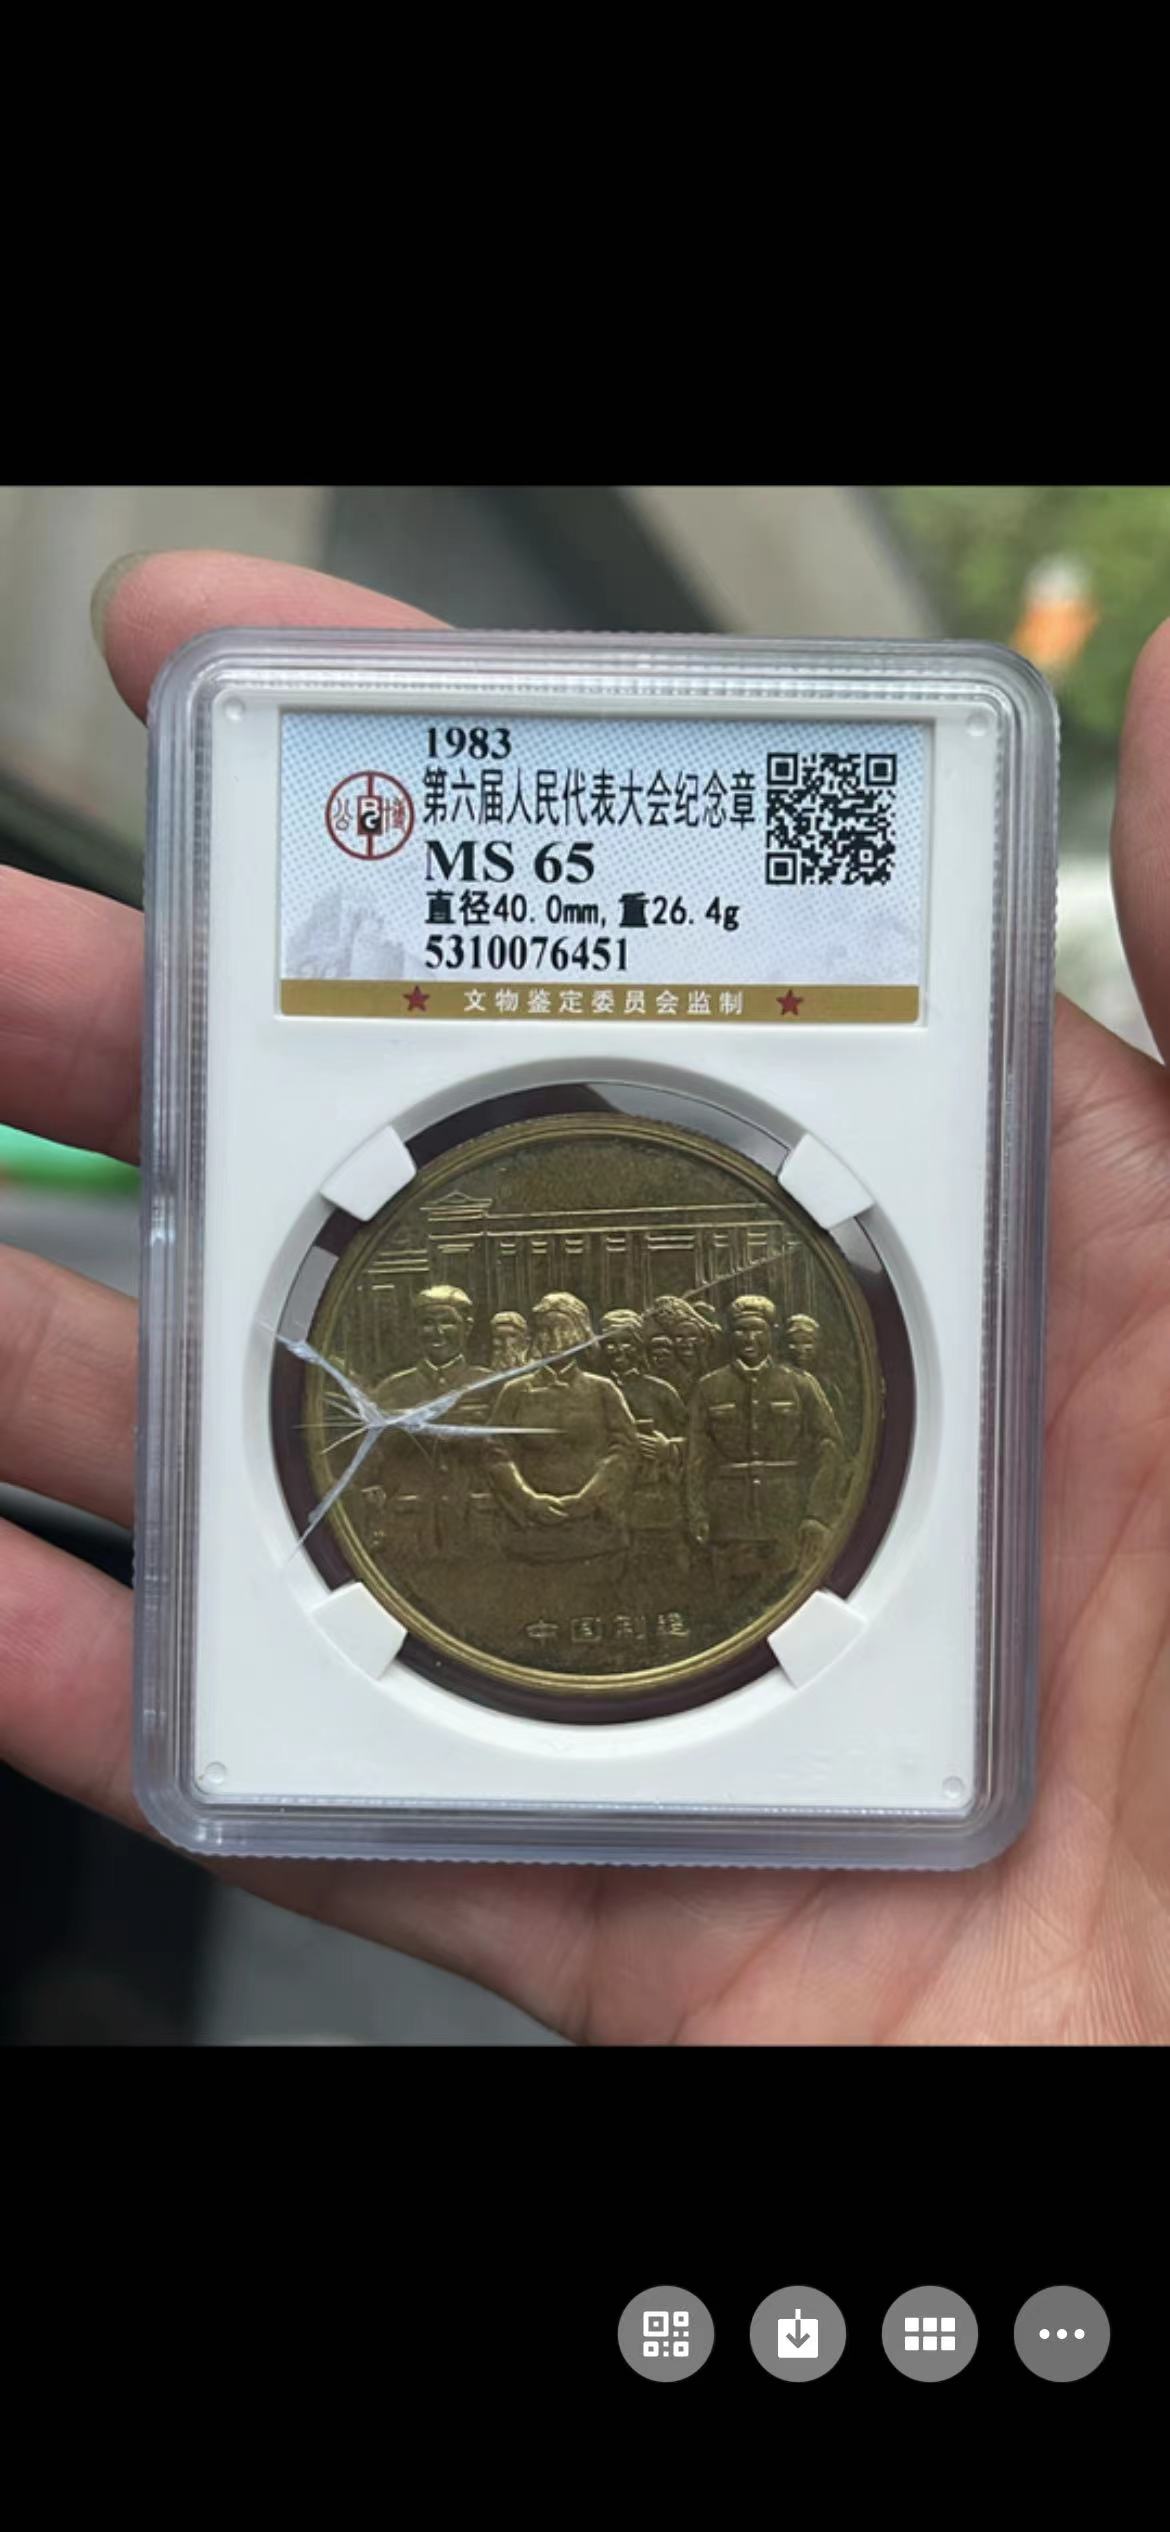 1983
第六届人民代表大会纪念章
公博
MS 65
直径40.0mm,重26.4g
5310076451
★ 文物鉴定委员会监制 ★
中国制造